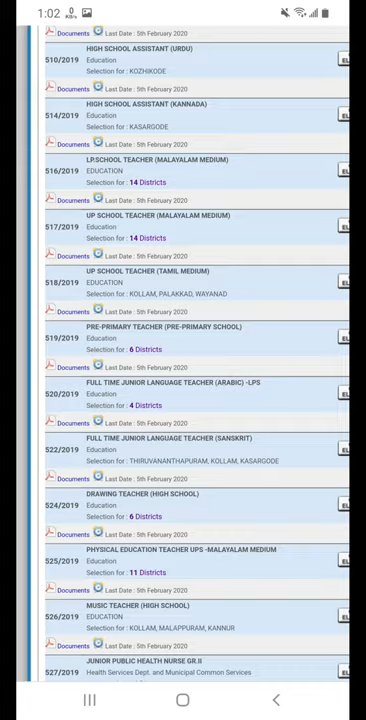 1:02 0 KB/s
Documents Last Date : 5th February 2020
HIGH SCHOOL ASSISTANT (URDU)
510/2019 Education
Selection for : KOZHIKODE
Documents Last Date : 5th February 2020
HIGH SCHOOL ASSISTANT (KANNADA)
514/2019 Education
Selection for : KASARGODE
Documents Last Date : 5th February 2020
LP.SCHOOL TEACHER (MALAYALAM MEDIUM)
516/2019 EDUCATION
Selection for : 14 Districts
Documents Last Date : 5th February 2020
UP SCHOOL TEACHER (MALAYALAM MEDIUM)
517/2019 Education
Selection for : 14 Districts
Documents Last Date : 5th February 2020
UP SCHOOL TEACHER (TAMIL MEDIUM)
518/2019 EDUCATION
Selection for : KOLLAM, PALAKKAD, WAYANAD
Documents Last Date : 5th February 2020
PRE-PRIMARY TEACHER (PRE-PRIMARY SCHOOL)
519/2019 Education
Selection for : 6 Districts
Documents Last Date : 5th February 2020
FULL TIME JUNIOR LANGUAGE TEACHER (ARABIC) -LPS
520/2019 Education
Selection for : 4 Districts
Documents Last Date : 5th February 2020
FULL TIME JUNIOR LANGUAGE TEACHER (SANSKRIT)
522/2019 Education
Selection for : THIRUVANANTHAPURAM, KOLLAM, KASARGODE
Documents Last Date : 5th February 2020
DRAWING TEACHER (HIGH SCHOOL)
524/2019 Education
Selection for : 6 Districts
Documents Last Date : 5th February 2020
PHYSICAL EDUCATION TEACHER UPS -MALAYALAM MEDIUM
525/2019 Education
Selection for : 11 Districts
Documents Last Date : 5th February 2020
MUSIC TEACHER (HIGH SCHOOL)
526/2019 EDUCATION
Selection for : KOLLAM, MALAPPURAM, KANNUR
Documents Last Date : 5th February 2020
JUNIOR PUBLIC HEALTH NURSE GR.II
527/2019 Health Services Dept. and Municipal Common Services